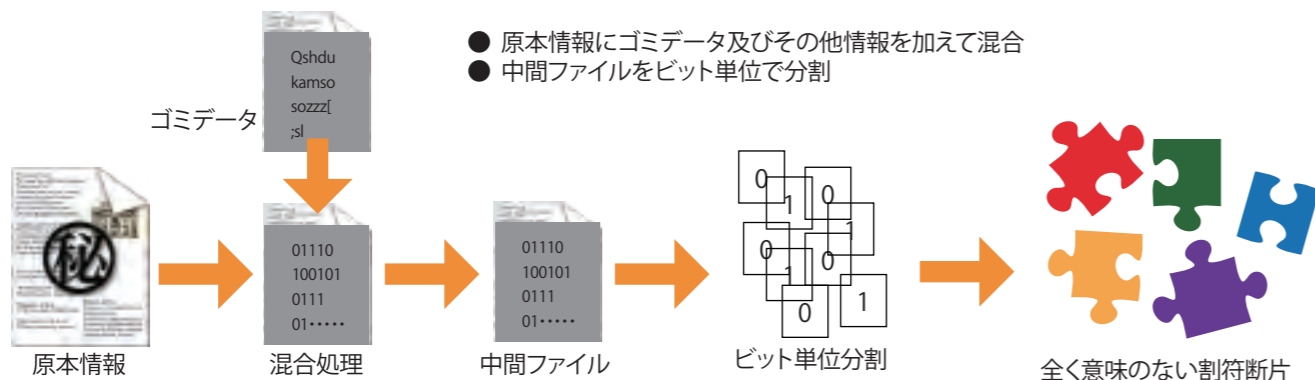 ● 原本情報にゴミデータ及びその他情報を加えて混合
● 中間ファイルをビット単位で分割
Qshdu
kamso
sozzz[
;sl
ゴミデータ
秘
01110
100101
0111
01・・・・・
01110
100101
0111
01・・・・・
0
1
0
1
0
1
0
0
1
原本情報
混合処理
中間ファイル
ビット単位分割
全く意味のない割符断片